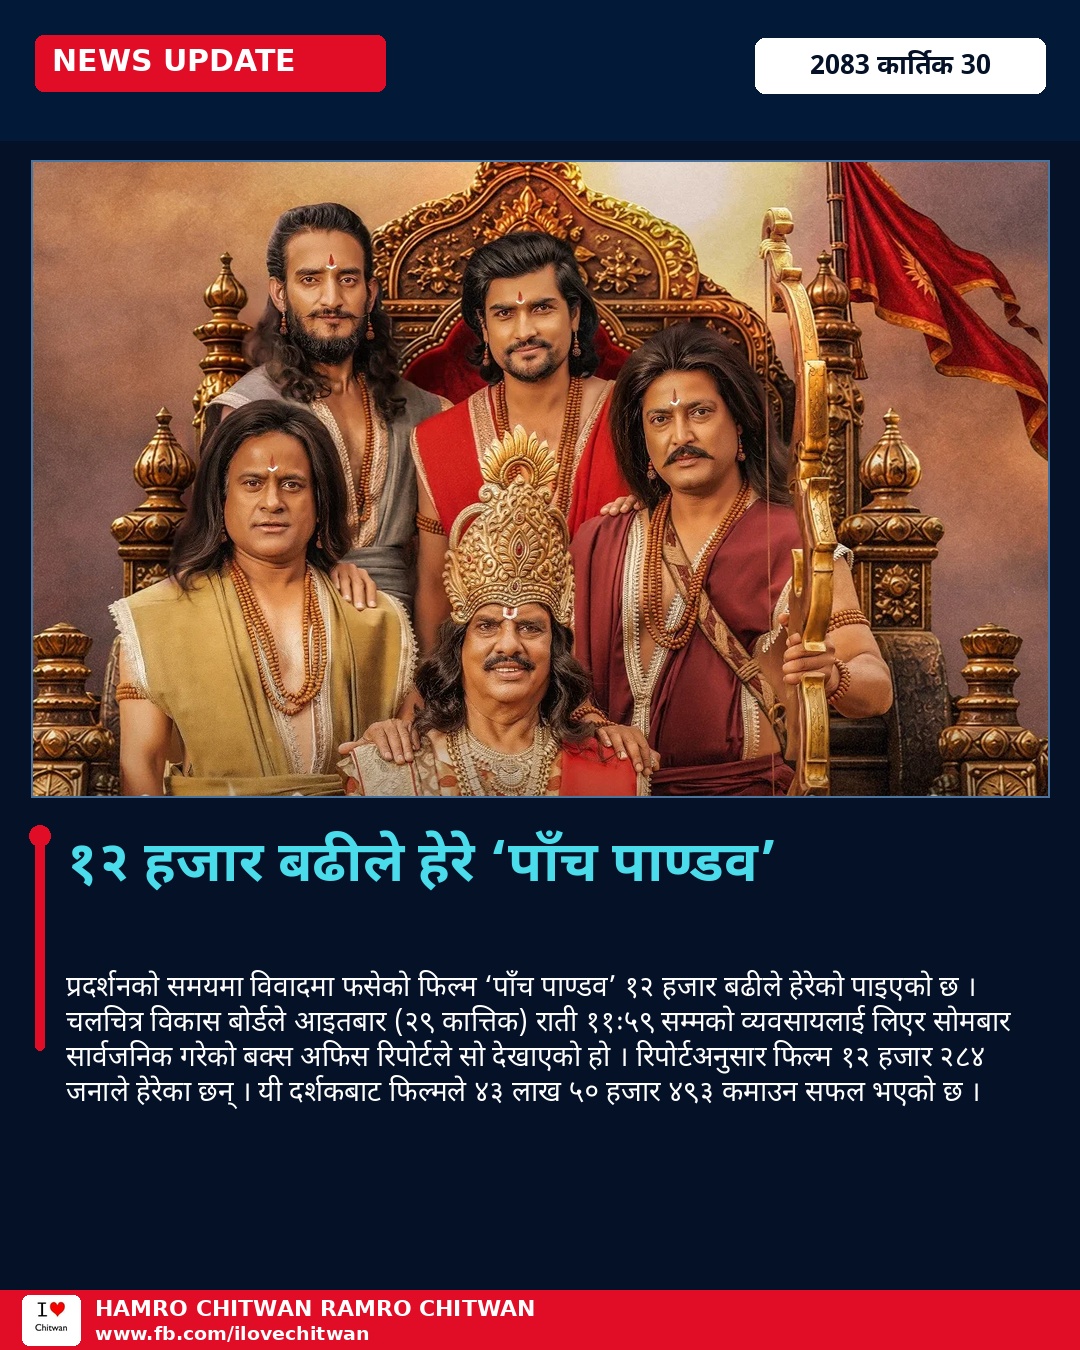 NEWS UPDATE
2083 कार्तिक 30
१२ हजार बढीले हेरे ‘पाँच पाण्डव’
प्रदर्शनको समयमा विवादमा फसेको फिल्म ‘पाँच पाण्डव’ १२ हजार बढीले हेरेको पाइएको छ ।
चलचित्र विकास बोर्डले आइतबार (२९ कात्तिक) राती ११:५९ सम्मको व्यवसायलाई लिएर सोमबार
सार्वजनिक गरेको बक्स अफिस रिपोर्टले सो देखाएको हो । रिपोर्टअनुसार फिल्म १२ हजार २८४
जनाले हेरेका छन् । यी दर्शकबाट फिल्मले ४३ लाख ५० हजार ४९३ कमाउन सफल भएको छ ।
I❤
Chitwan
HAMRO CHITWAN RAMRO CHITWAN
www.fb.com/ilovechitwan